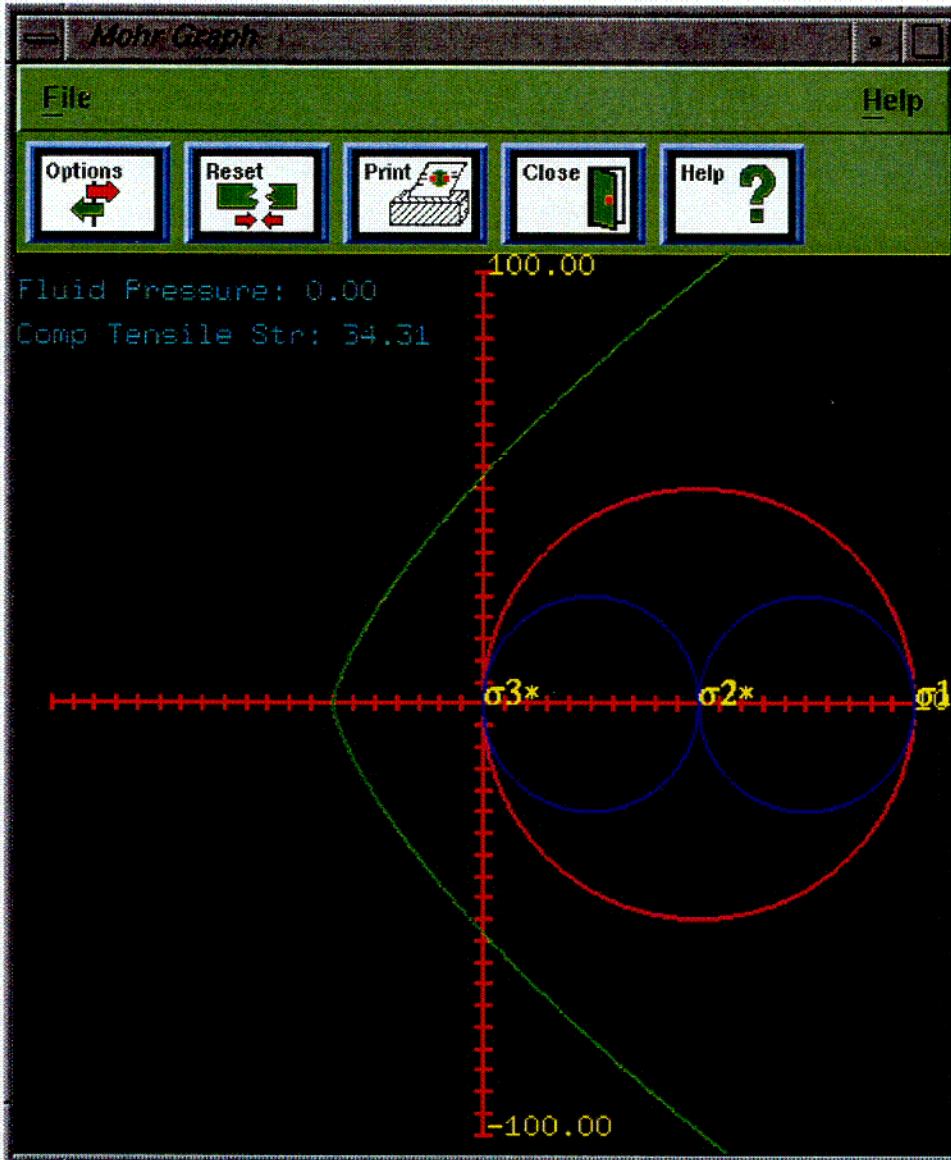 Mohr Graph
File Help
Options Reset Print Close Help ?
100.00
Fluid Pressure: 0.00
Comp Tensile Str: 34.31
σ3* σ2* σ1
-100.00